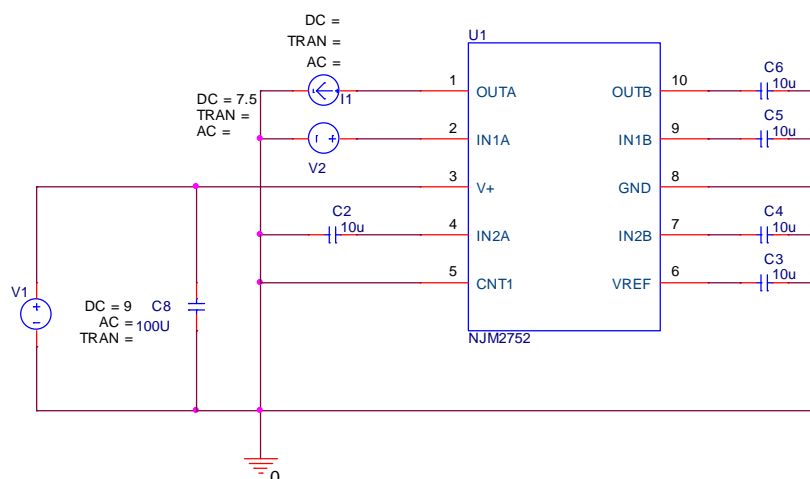 DC =
TRAN =
AC =
I1
DC = 7.5
TRAN =
AC =
V2
U1
1
OUTA
2
IN1A
3
V+
4
IN2A
5
CNT1
10
OUTB
9
IN1B
8
GND
7
IN2B
6
VREF
NJM2752
C6
10u
C5
10u
C4
10u
C3
10u
C2
10u
V1
+
−
DC = 9
AC =
TRAN =
C8
100U
0